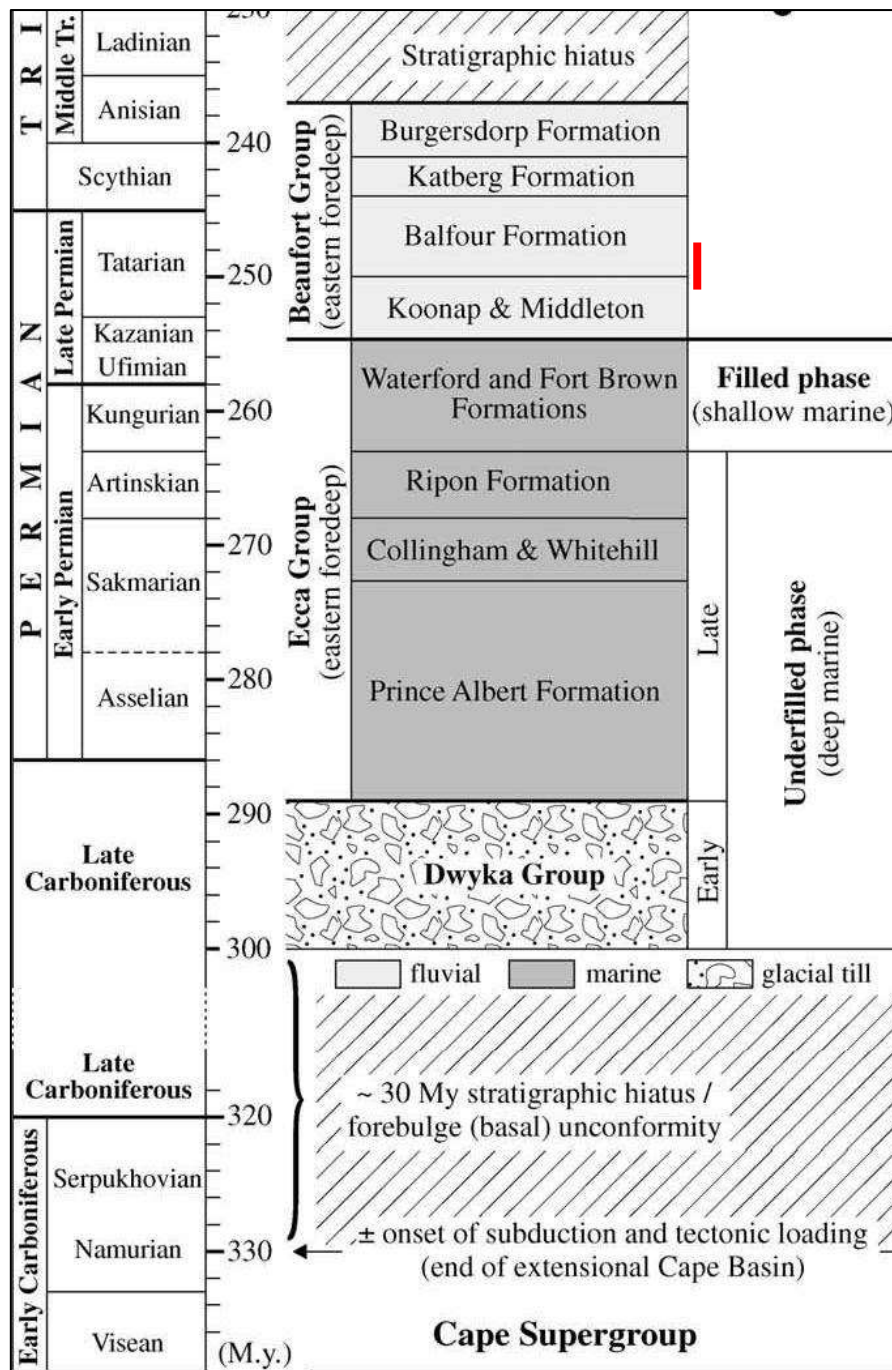 T R I
Middle Tr.
Ladinian
Anisian
Scythian
P E R M I A N
Late Permian
Tatarian
Kazanian
Ufimian
Early Permian
Kungurian
Artinskian
Sakmarian
Asselian
Late
Carboniferous
Late
Carboniferous
Early Carboniferous
Serpukhovian
Namurian
Visean
240
250
260
270
280
290
300
320
330
(M.y.)
Stratigraphic hiatus
Beaufort Group
(eastern foredeep)
Burgersdorp Formation
Katberg Formation
Balfour Formation
Koonap & Middleton
Ecca Group
(eastern foredeep)
Waterford and Fort Brown
Formations
Ripon Formation
Collingham & Whitehill
Prince Albert Formation
Dwyka Group
Filled phase
(shallow marine)
Late
Early
Underfilled phase
(deep marine)
fluvial marine glacial till
~ 30 My stratigraphic hiatus /
forebulge (basal) unconformity
± onset of subduction and tectonic loading
(end of extensional Cape Basin)
Cape Supergroup